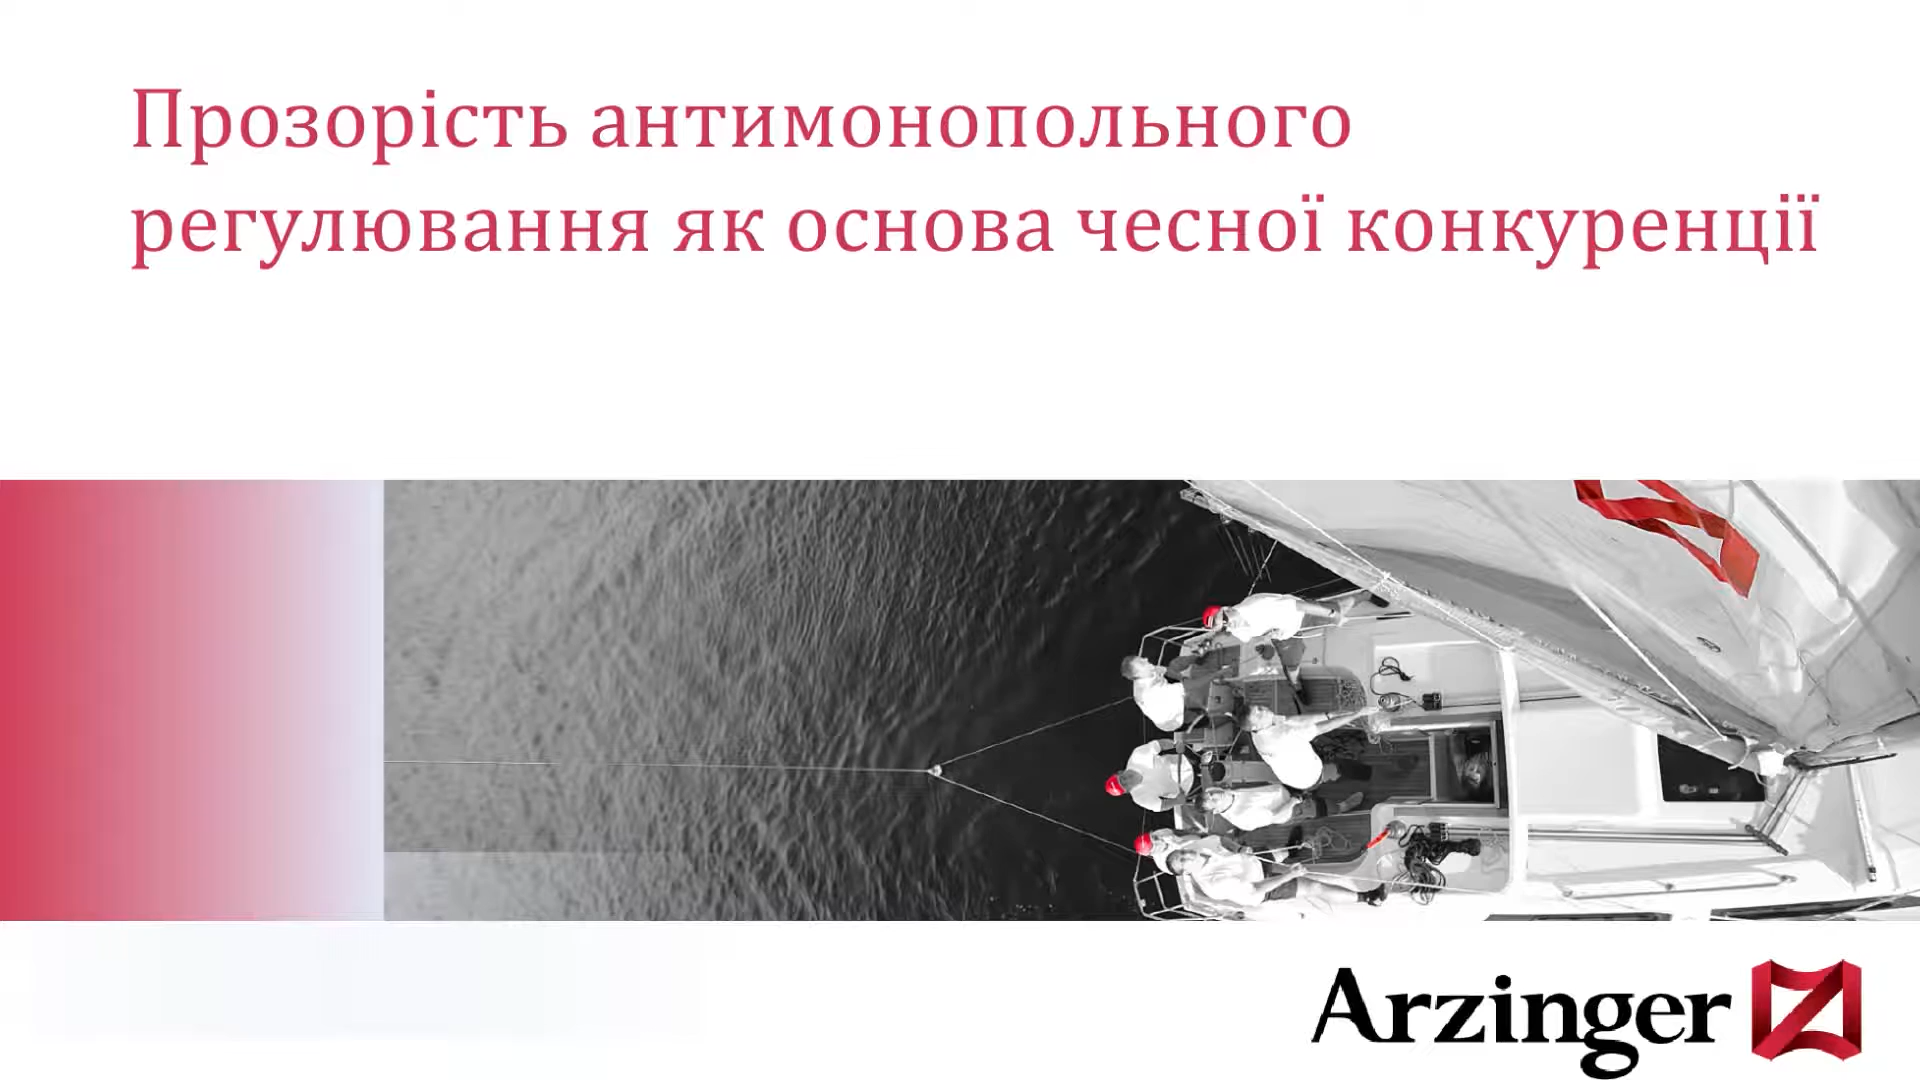 Прозорість антимонопольного
регулювання як основа чесної конкуренції
Arzinger